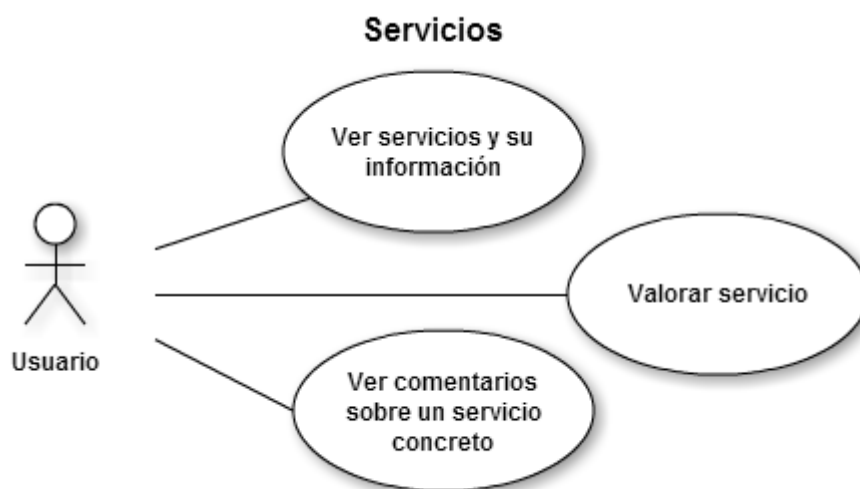 Servicios
Ver servicios y su
información
Valorar servicio
Usuario
Ver comentarios
sobre un servicio
concreto